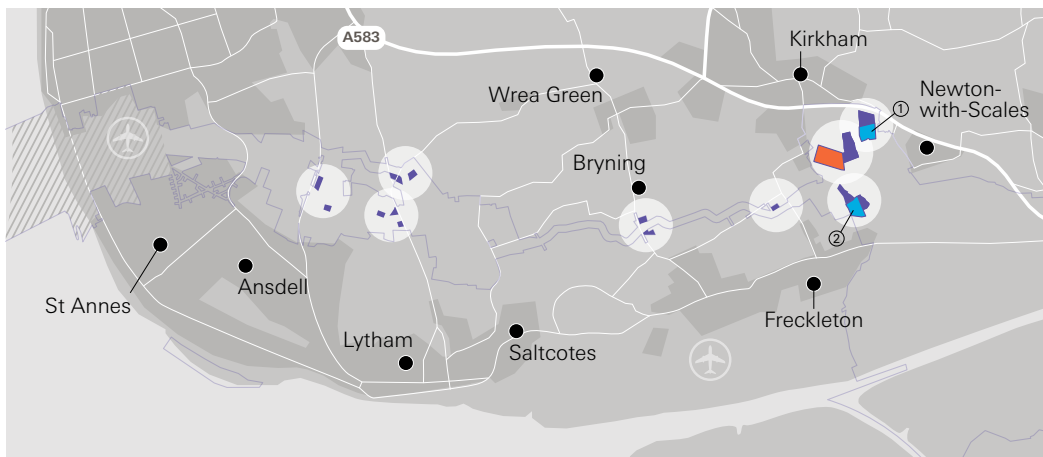 A583
Kirkham
Wrea Green
Newton-
with-Scales
①
Bryning
②
St Annes
Ansdell
Freckleton
Lytham
Saltcotes